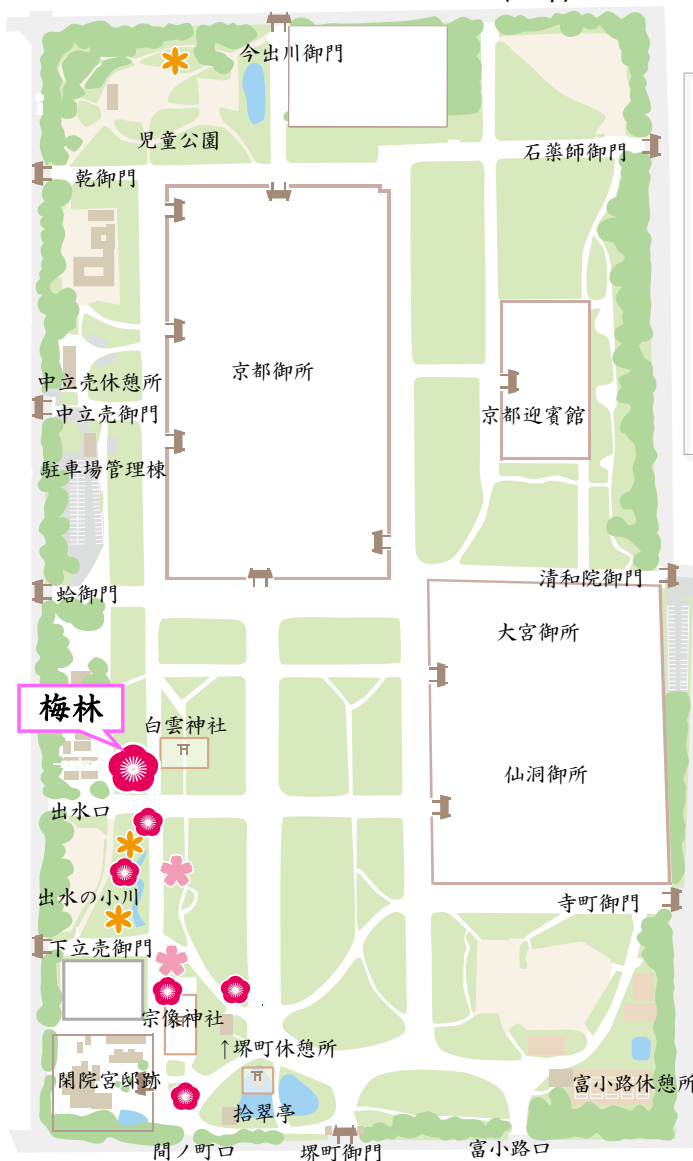 今出川御門
児童公園
石薬師御門
乾御門
京都御所
中立売休憩所
京都迎賓館
中立売御門
駐車場管理棟
清和院御門
蛤御門
大宮御所
梅林
白雲神社
仙洞御所
出水口
出水の小川
寺町御門
下立売御門
宗像神社
↑堺町休憩所
閑院宮邸跡
富小路休憩所
拾翠亭
間ノ町口
堺町御門
富小路口